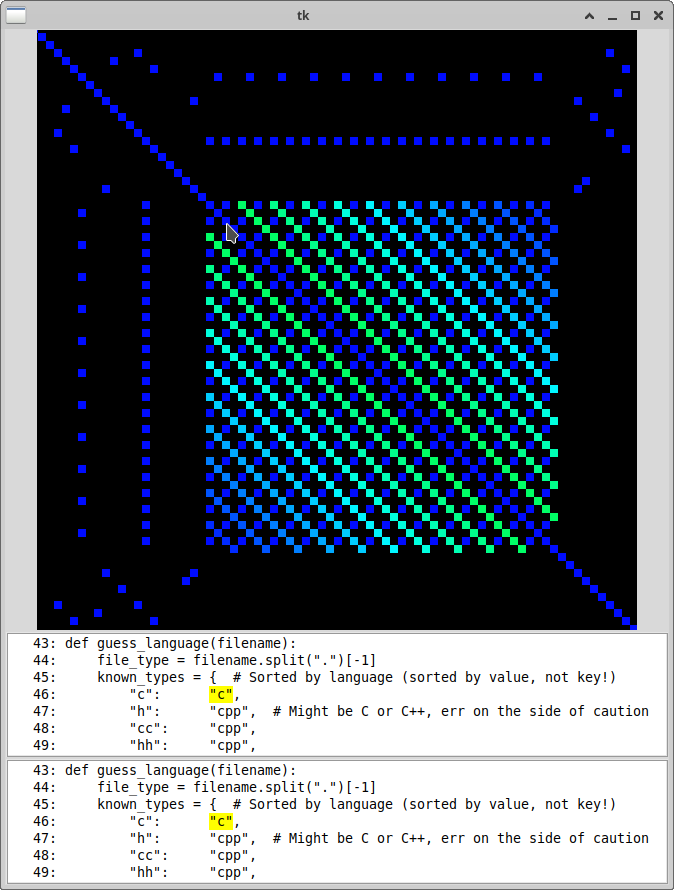 tk
43: def guess_language(filename):
44:     file_type = filename.split(".")[-1]
45:     known_types = {  # Sorted by language (sorted by value, not key!)
46:         "c":     "c",
47:         "h":     "cpp",  # Might be C or C++, err on the side of caution
48:         "cc":    "cpp",
49:         "hh":    "cpp",
43: def guess_language(filename):
44:     file_type = filename.split(".")[-1]
45:     known_types = {  # Sorted by language (sorted by value, not key!)
46:         "c":     "c",
47:         "h":     "cpp",  # Might be C or C++, err on the side of caution
48:         "cc":    "cpp",
49:         "hh":    "cpp",